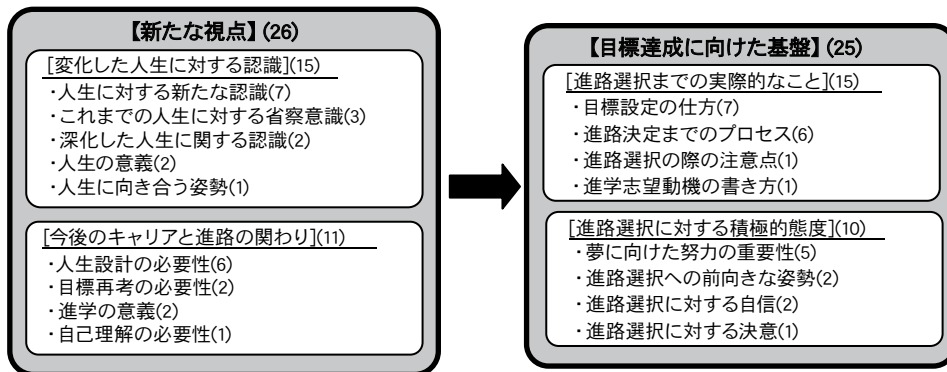 【新たな視点】(26)
[変化した人生に対する認識](15)
・人生に対する新たな認識(7)
・これまでの人生に対する省察意識(3)
・深化した人生に関する認識(2)
・人生の意義(2)
・人生に向き合う姿勢(1)
[今後のキャリアと進路の関わり](11)
・人生設計の必要性(6)
・目標再考の必要性(2)
・進学の意義(2)
・自己理解の必要性(1)
【目標達成に向けた基盤】(25)
[進路選択までの実際的なこと](15)
・目標設定の仕方(7)
・進路決定までのプロセス(6)
・進路選択の際の注意点(1)
・進学志望動機の書き方(1)
[進路選択に対する積極的態度](10)
・夢に向けた努力の重要性(5)
・進路選択への前向きな姿勢(2)
・進路選択に対する自信(2)
・進路選択に対する決意(1)